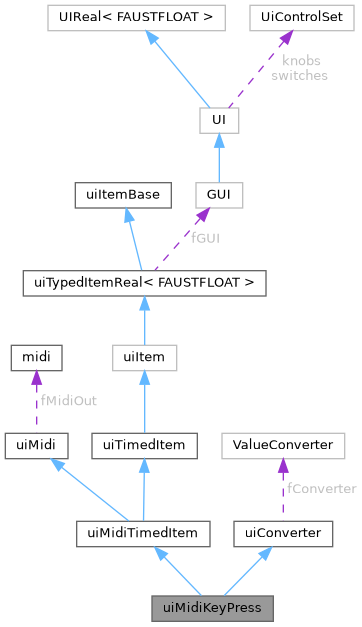 UIReal< FAUSTFLOAT >
UiControlSet
knobs
switches
UI
uiItemBase
GUI
fGUI
uiTypedItemReal< FAUSTFLOAT >
midi
uiItem
fMidiOut
uiMidi
uiTimedItem
ValueConverter
fConverter
uiMidiTimedItem
uiConverter
uiMidiKeyPress